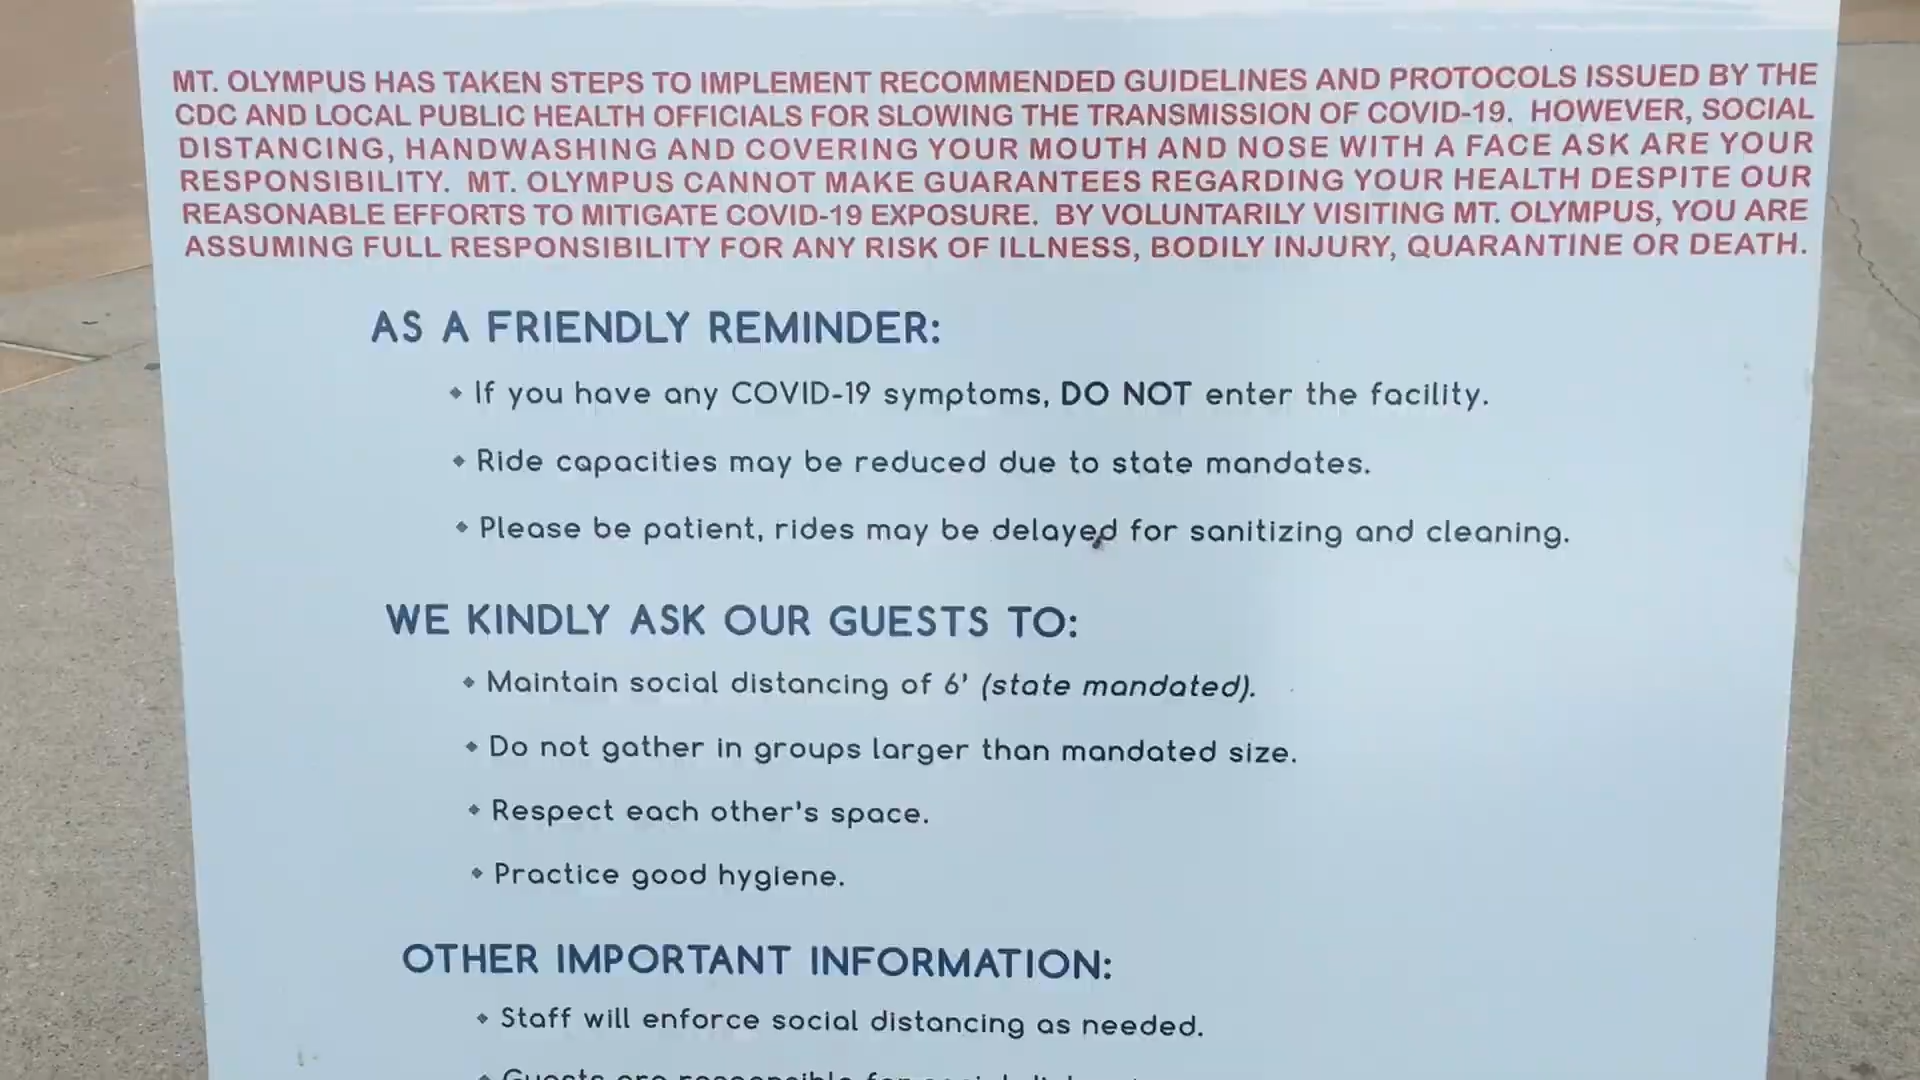 MT. OLYMPUS HAS TAKEN STEPS TO IMPLEMENT RECOMMENDED GUIDELINES AND PROTOCOLS ISSUED BY THE
CDC AND LOCAL PUBLIC HEALTH OFFICIALS FOR SLOWING THE TRANSMISSION OF COVID-19. HOWEVER, SOCIAL
DISTANCING, HANDWASHING AND COVERING YOUR MOUTH AND NOSE WITH A FACE ASK ARE YOUR
RESPONSIBILITY. MT. OLYMPUS CANNOT MAKE GUARANTEES REGARDING YOUR HEALTH DESPITE OUR
REASONABLE EFFORTS TO MITIGATE COVID-19 EXPOSURE. BY VOLUNTARILY VISITING MT. OLYMPUS, YOU ARE
ASSUMING FULL RESPONSIBILITY FOR ANY RISK OF ILLNESS, BODILY INJURY, QUARANTINE OR DEATH.
AS A FRIENDLY REMINDER:
• If you have any COVID-19 symptoms, DO NOT enter the facility.
• Ride capacities may be reduced due to state mandates.
• Please be patient, rides may be delayed for sanitizing and cleaning.
WE KINDLY ASK OUR GUESTS TO:
• Maintain social distancing of 6' (state mandated).
• Do not gather in groups larger than mandated size.
• Respect each other's space.
• Practice good hygiene.
OTHER IMPORTANT INFORMATION:
• Staff will enforce social distancing as needed.
• Guests are responsible for social